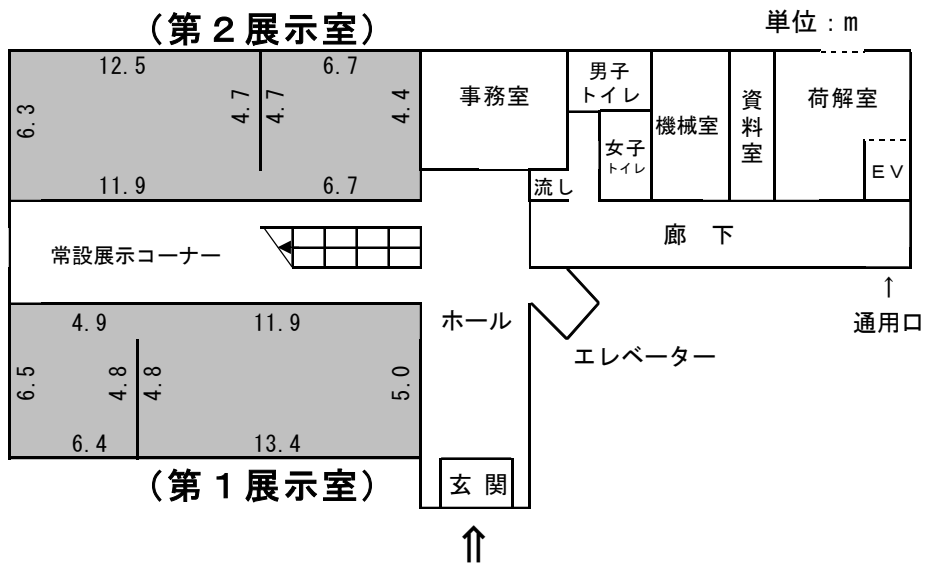 （第２展示室）
単位：m
12.5
6.7
6.3
4.7
4.7
4.4
11.9
6.7
事務室
男子
トイレ
女子
トイレ
流し
機械室
資料室
荷解室
ＥＶ
廊　下
常設展示コーナー
ホール
↑
通用口
エレベーター
4.9
11.9
6.5
4.8
4.8
5.0
6.4
13.4
（第１展示室）
玄 関
⇑